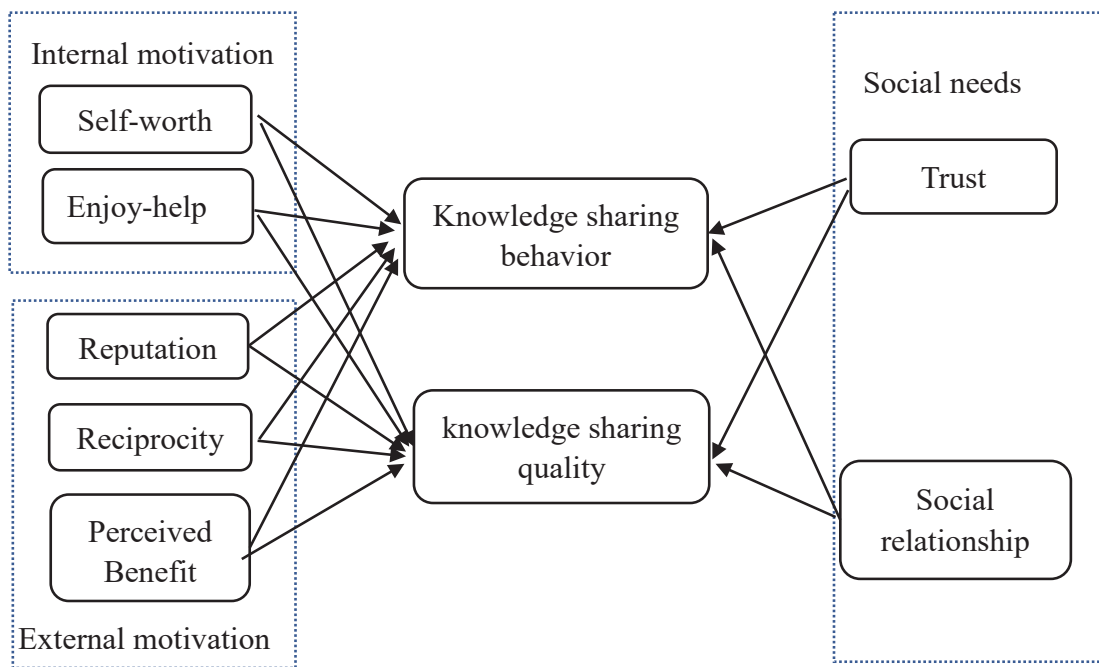 Internal motivation
Self-worth
Enjoy-help
Reputation
Reciprocity
Perceived
Benefit
External motivation
Knowledge sharing
behavior
knowledge sharing
quality
Social needs
Trust
Social
relationship